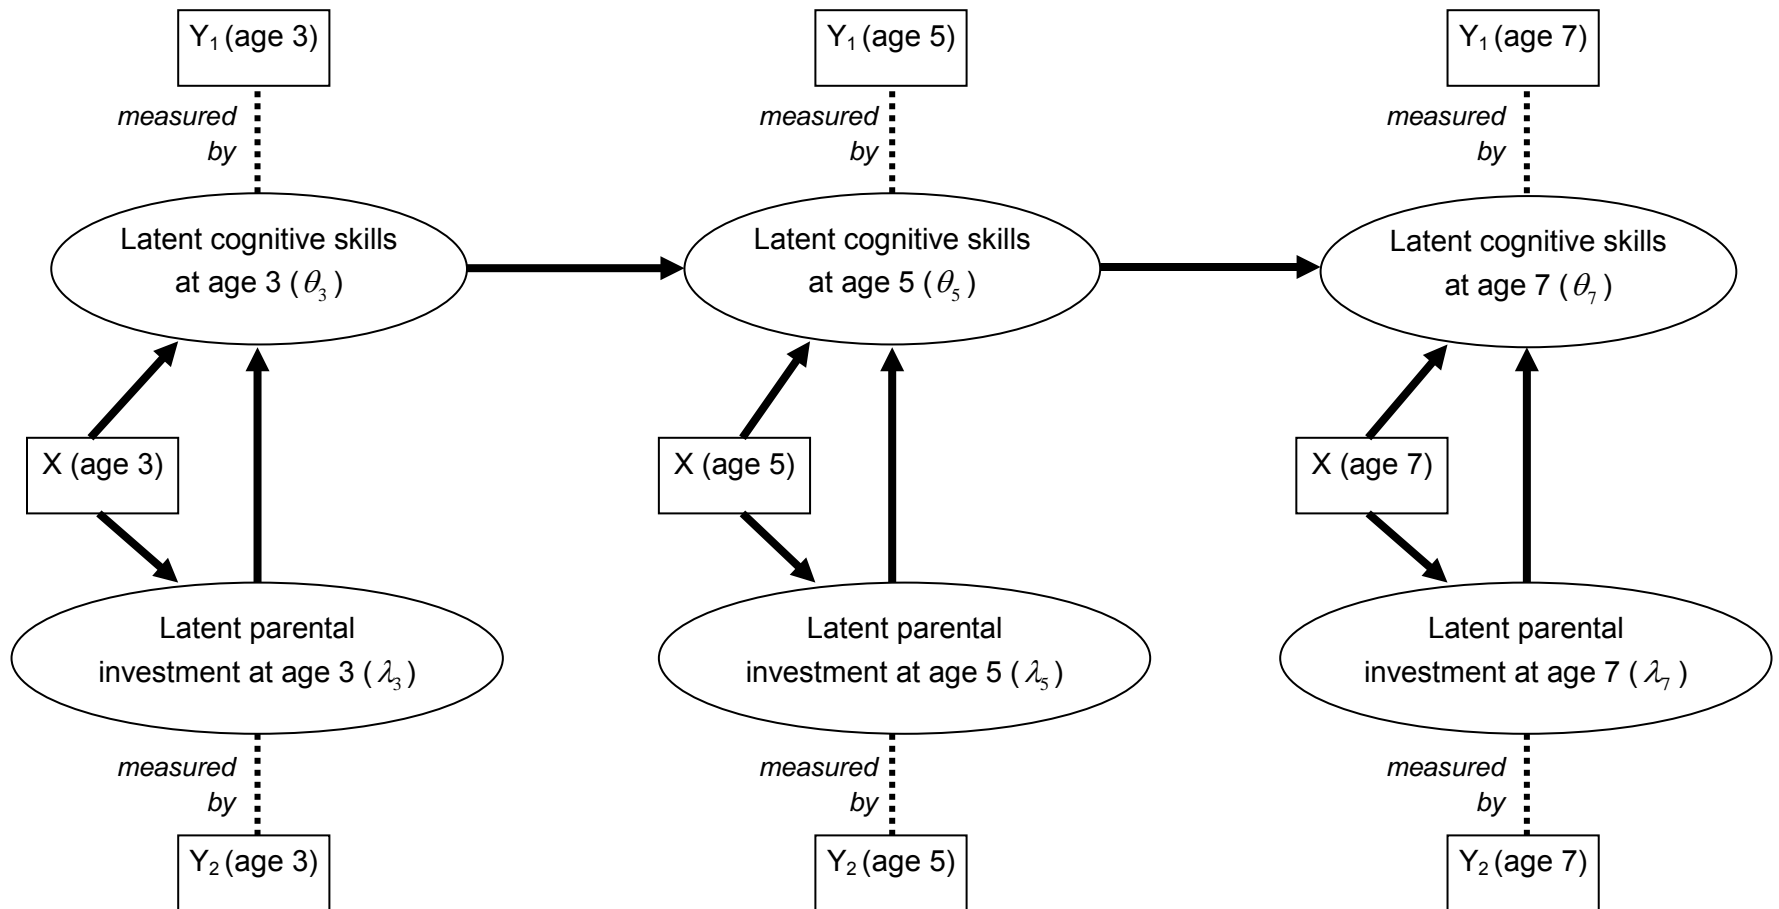 Y₁ (age 3)
Y₁ (age 5)
Y₁ (age 7)
measured
by
measured
by
measured
by
Latent cognitive skills
at age 3 ( θ₃ )
Latent cognitive skills
at age 5 ( θ₅ )
Latent cognitive skills
at age 7 ( θ₇ )
X (age 3)
X (age 5)
X (age 7)
Latent parental
investment at age 3 ( λ₃ )
Latent parental
investment at age 5 ( λ₅ )
Latent parental
investment at age 7 ( λ₇ )
measured
by
measured
by
measured
by
Y₂ (age 3)
Y₂ (age 5)
Y₂ (age 7)